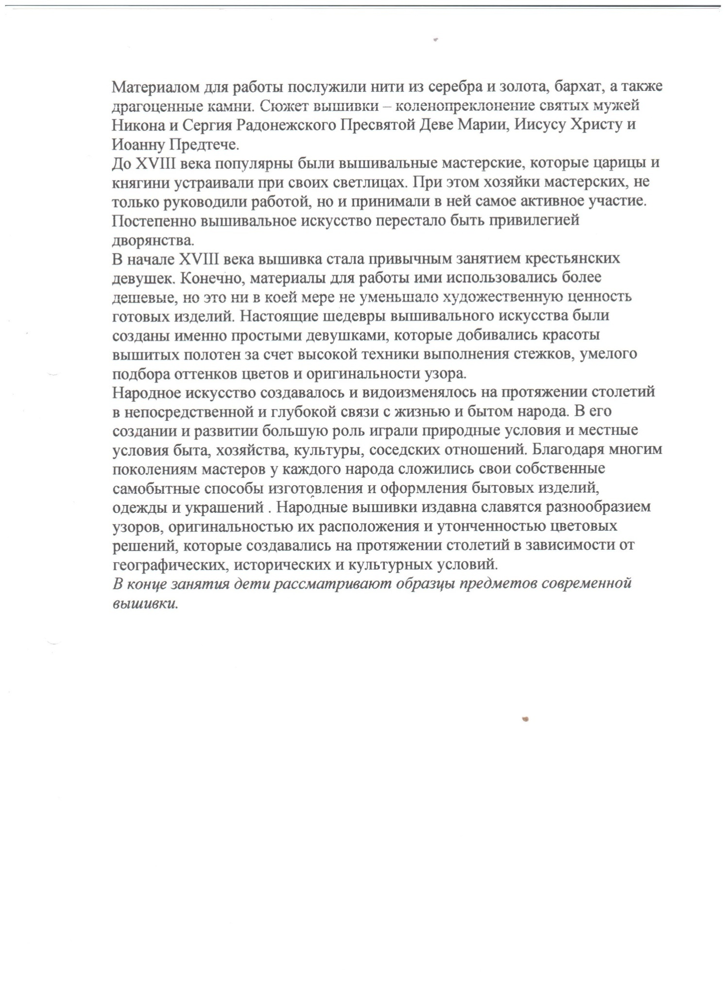 Материалом для работы послужили нити из серебра и золота, бархат, а также
драгоценные камни. Сюжет вышивки – коленопреклонение святых мужей
Никона и Сергия Радонежского Пресвятой Деве Марии, Иисусу Христу и
Иоанну Предтече.
До XVIII века популярны были вышивальные мастерские, которые царицы и
княгини устраивали при своих светлицах. При этом хозяйки мастерских, не
только руководили работой, но и принимали в ней самое активное участие.
Постепенно вышивальное искусство перестало быть привилегией
дворянства.
В начале XVIII века вышивка стала привычным занятием крестьянских
девушек. Конечно, материалы для работы ими использовались более
дешевые, но это ни в коей мере не уменьшало художественную ценность
готовых изделий. Настоящие шедевры вышивального искусства были
созданы именно простыми девушками, которые добивались красоты
вышитых полотен за счет высокой техники выполнения стежков, умелого
подбора оттенков цветов и оригинальности узора.
Народное искусство создавалось и видоизменялось на протяжении столетий
в непосредственной и глубокой связи с жизнью и бытом народа. В его
создании и развитии большую роль играли природные условия и местные
условия быта, хозяйства, культуры, соседских отношений. Благодаря многим
поколениям мастеров у каждого народа сложились свои собственные
самобытные способы изготовления и оформления бытовых изделий,
одежды и украшений . Народные вышивки издавна славятся разнообразием
узоров, оригинальностью их расположения и утонченностью цветовых
решений, которые создавались на протяжении столетий в зависимости от
географических, исторических и культурных условий.
В конце занятия дети рассматривают образцы предметов современной
вышивки.